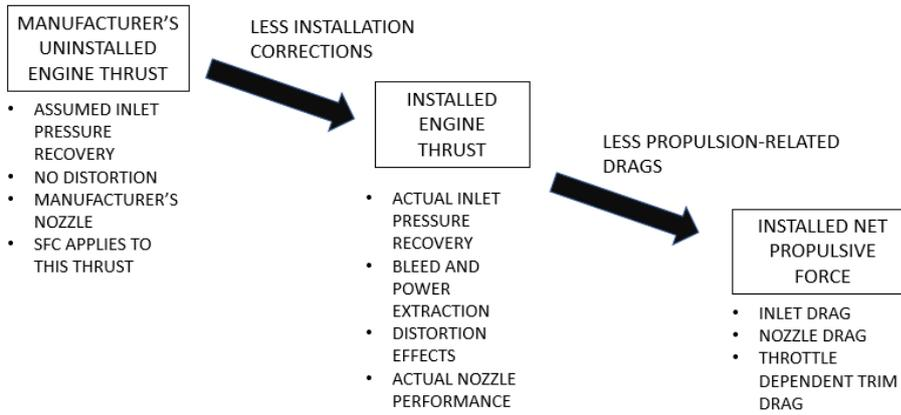 MANUFACTURER'S
UNINSTALLED
ENGINE THRUST
• ASSUMED INLET
PRESSURE
RECOVERY
• NO DISTORTION
• MANUFACTURER'S
NOZZLE
• SFC APPLIES TO
THIS THRUST
LESS INSTALLATION
CORRECTIONS
INSTALLED
ENGINE
THRUST
• ACTUAL INLET
PRESSURE
RECOVERY
• BLEED AND
POWER
EXTRACTION
• DISTORTION
EFFECTS
• ACTUAL NOZZLE
PERFORMANCE
LESS PROPULSION-RELATED
DRAGS
INSTALLED NET
PROPULSIVE
FORCE
• INLET DRAG
• NOZZLE DRAG
• THROTTLE
DEPENDENT TRIM
DRAG